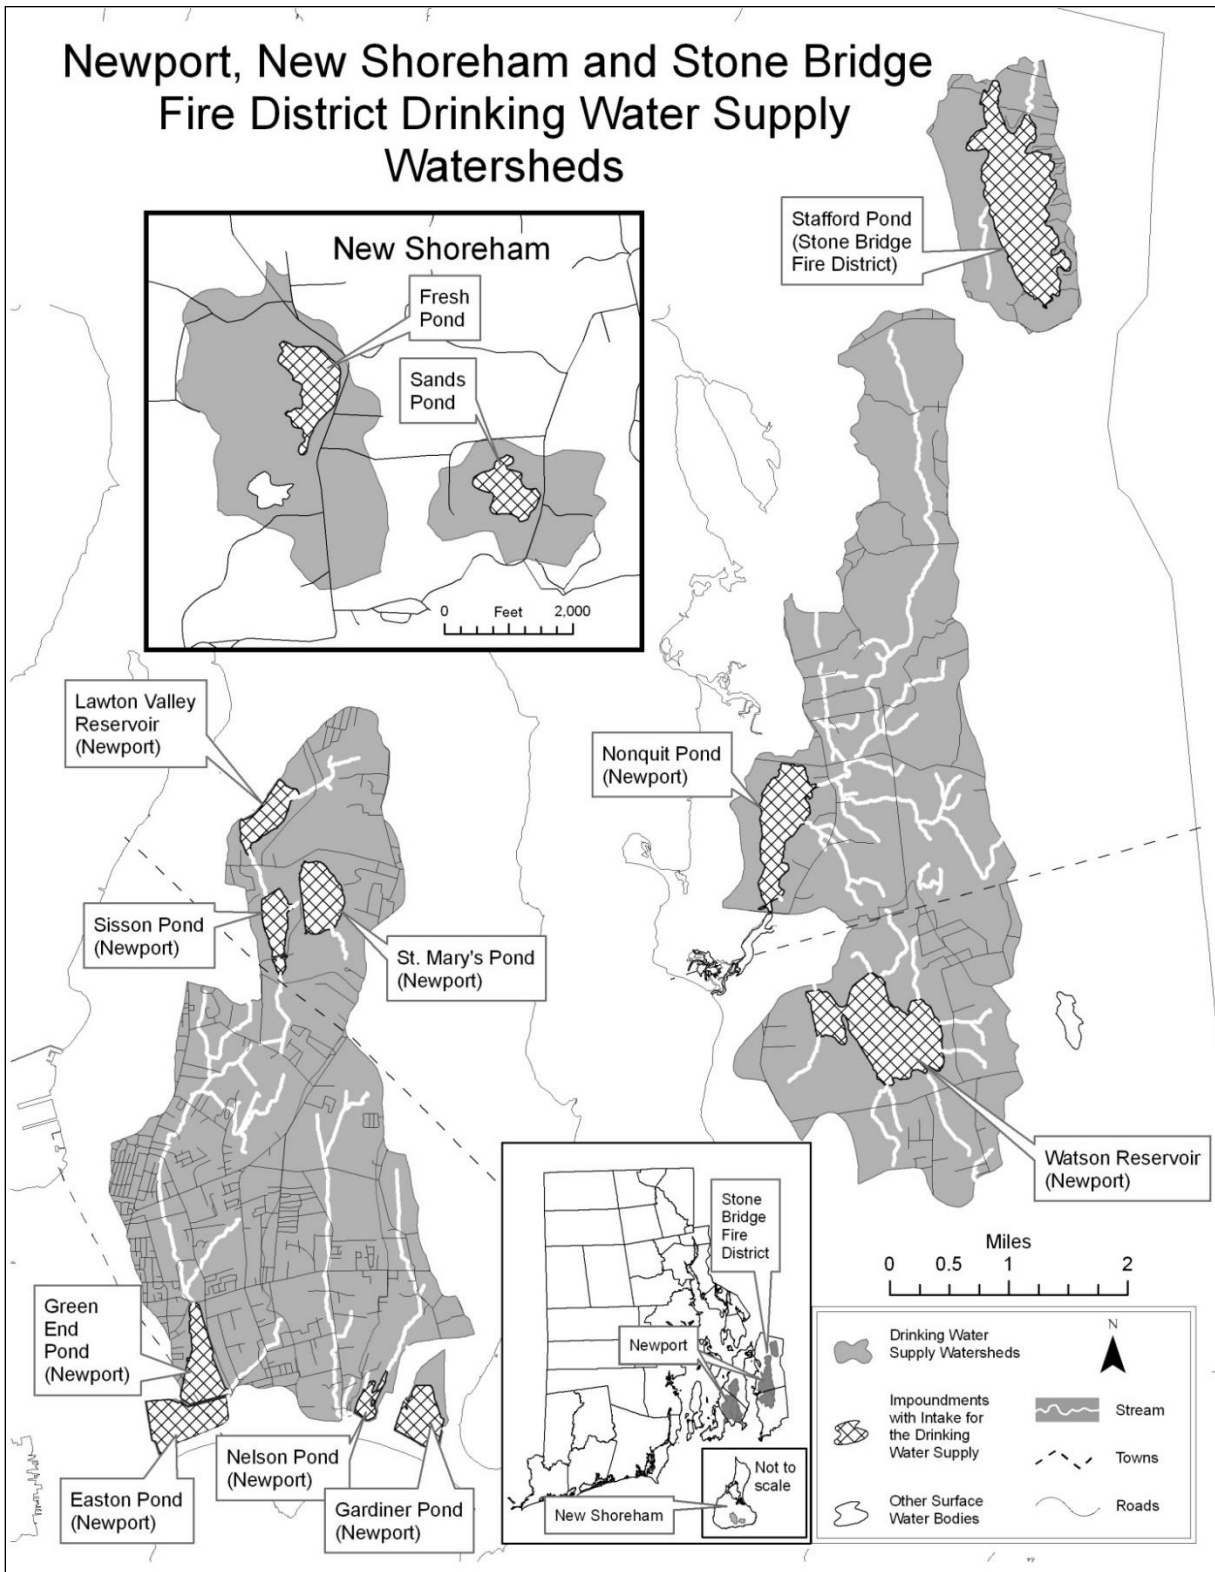 Newport, New Shoreham and Stone Bridge
Fire District Drinking Water Supply
Watersheds
Stafford Pond
(Stone Bridge
Fire District)
New Shoreham
Fresh
Pond
Sands
Pond
0 Feet 2,000
Lawton Valley
Reservoir
(Newport)
Nonquit Pond
(Newport)
Sisson Pond
(Newport)
St. Mary's Pond
(Newport)
Watson Reservoir
(Newport)
Stone
Bridge
Fire
District
Newport
Not to
scale
New Shoreham
Green
End
Pond
(Newport)
Easton Pond
(Newport)
Nelson Pond
(Newport)
Gardiner Pond
(Newport)
Miles
0 0.5 1 2
Drinking Water
Supply Watersheds
Impoundments
with Intake for
the Drinking
Water Supply
Other Surface
Water Bodies
N
Stream
Towns
Roads